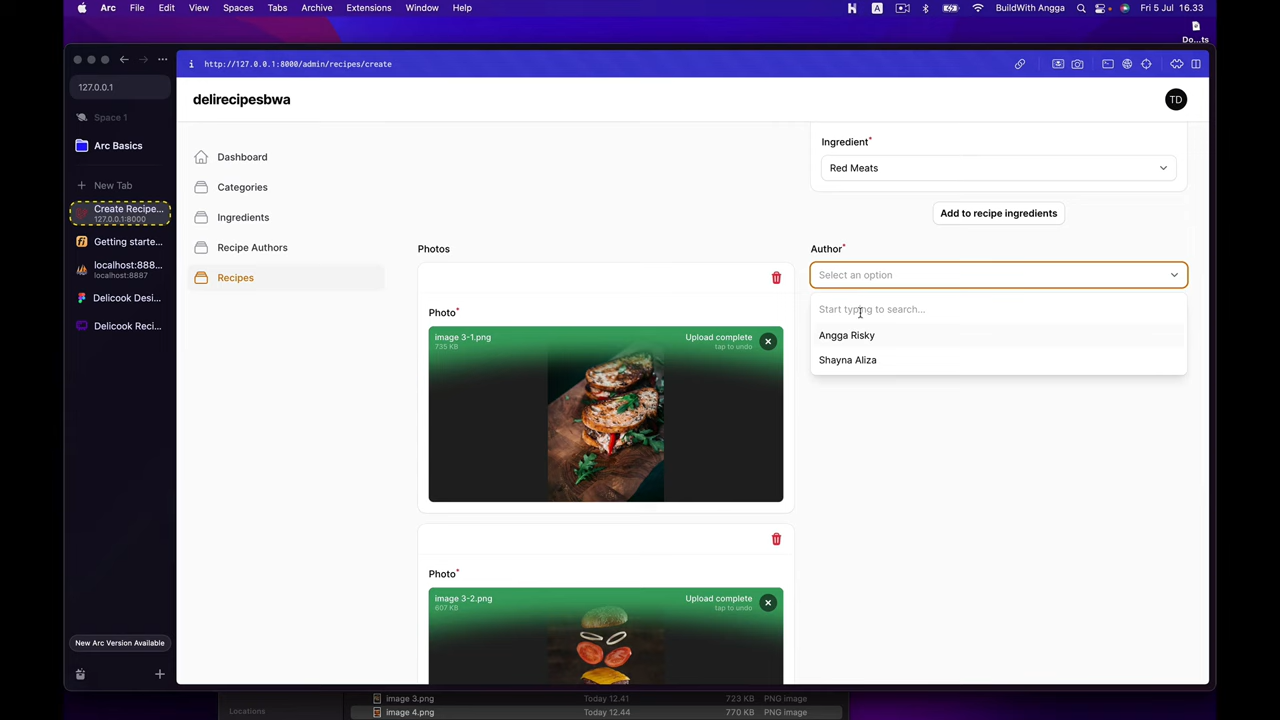 Arc File Edit View Spaces Tabs Archive Extensions Window Help
A BuildWith Angga Fri 5 Jul 16.33
Do...ts
http://127.0.0.1:8000/admin/recipes/create
127.0.0.1
Space 1
Arc Basics
New Tab
Create Recipe...
127.0.0.1:8000
Getting starte...
localhost:888...
localhost:8887
Delicook Desi...
Delicook Reci...
New Arc Version Available
delirecipesbwa
TD
Dashboard
Categories
Ingredients
Recipe Authors
Recipes
Ingredient*
Red Meats
Add to recipe ingredients
Photos
Photo*
image 3-1.png
735 KB
Upload complete
tap to undo
Photo*
image 3-2.png
607 KB
Upload complete
tap to undo
Author*
Select an option
Start typing to search...
Angga Risky
Shayna Aliza
Locations
image 3.png Today 12.41 723 KB PNG image
image 4.png Today 12.44 770 KB PNG image